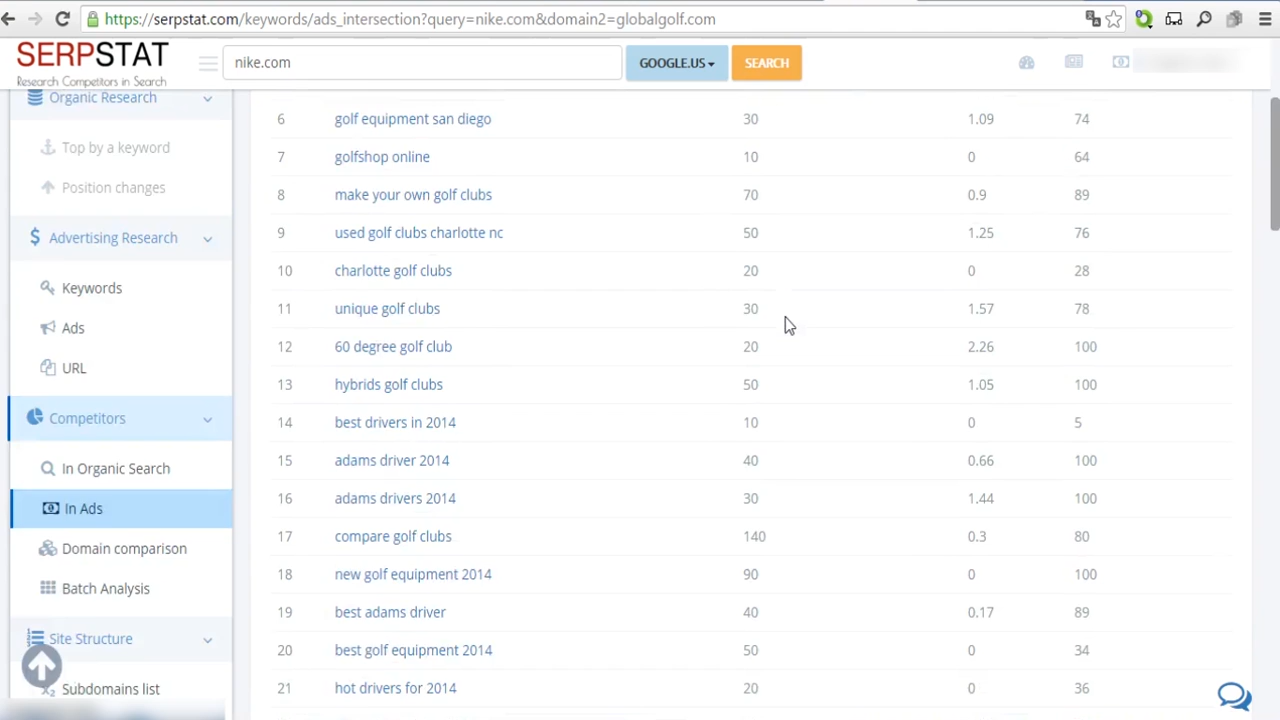 https://serpstat.com/keywords/ads_intersection?query=nike.com&domain2=globalgolf.com
SERPSTAT
Research Competitors in Search
nike.com
GOOGLE.US
SEARCH
Organic Research
Top by a keyword
Position changes
Advertising Research
Keywords
Ads
URL
Competitors
In Organic Search
In Ads
Domain comparison
Batch Analysis
Site Structure
Subdomains list
6 golf equipment san diego 30 1.09 74
7 golfshop online 10 0 64
8 make your own golf clubs 70 0.9 89
9 used golf clubs charlotte nc 50 1.25 76
10 charlotte golf clubs 20 0 28
11 unique golf clubs 30 1.57 78
12 60 degree golf club 20 2.26 100
13 hybrids golf clubs 50 1.05 100
14 best drivers in 2014 10 0 5
15 adams driver 2014 40 0.66 100
16 adams drivers 2014 30 1.44 100
17 compare golf clubs 140 0.3 80
18 new golf equipment 2014 90 0 100
19 best adams driver 40 0.17 89
20 best golf equipment 2014 50 0 34
21 hot drivers for 2014 20 0 36